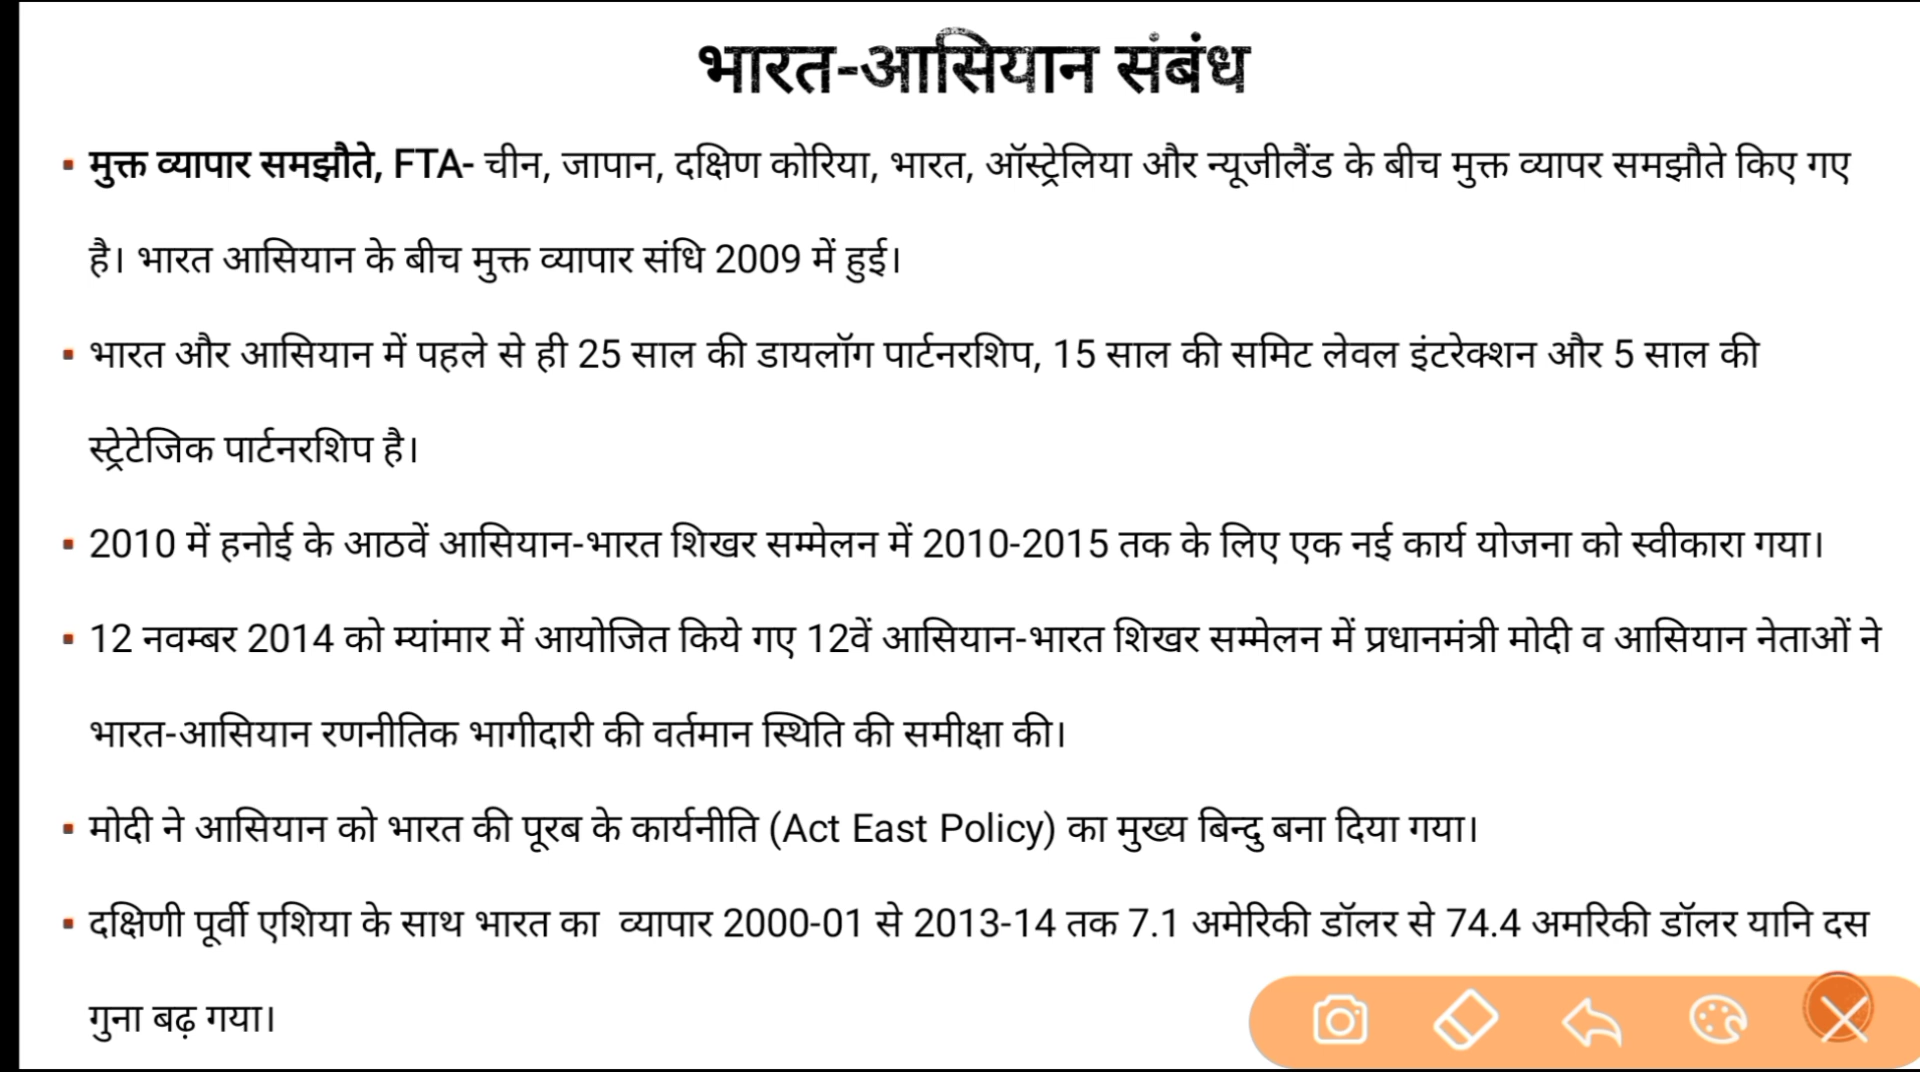 भारत-आसियान संबंध
▪ मुक्त व्यापार समझौते, FTA- चीन, जापान, दक्षिण कोरिया, भारत, ऑस्ट्रेलिया और न्यूजीलैंड के बीच मुक्त व्यापर समझौते किए गए
है। भारत आसियान के बीच मुक्त व्यापार संधि 2009 में हुई।
▪ भारत और आसियान में पहले से ही 25 साल की डायलॉग पार्टनरशिप, 15 साल की समिट लेवल इंटरेक्शन और 5 साल की
स्ट्रेटेजिक पार्टनरशिप है।
▪ 2010 में हनोई के आठवें आसियान-भारत शिखर सम्मेलन में 2010-2015 तक के लिए एक नई कार्य योजना को स्वीकारा गया।
▪ 12 नवम्बर 2014 को म्यांमार में आयोजित किये गए 12वें आसियान-भारत शिखर सम्मेलन में प्रधानमंत्री मोदी व आसियान नेताओं ने
भारत-आसियान रणनीतिक भागीदारी की वर्तमान स्थिति की समीक्षा की।
▪ मोदी ने आसियान को भारत की पूरब के कार्यनीति (Act East Policy) का मुख्य बिन्दु बना दिया गया।
▪ दक्षिणी पूर्वी एशिया के साथ भारत का व्यापार 2000-01 से 2013-14 तक 7.1 अमेरिकी डॉलर से 74.4 अमरिकी डॉलर यानि दस
गुना बढ़ गया।